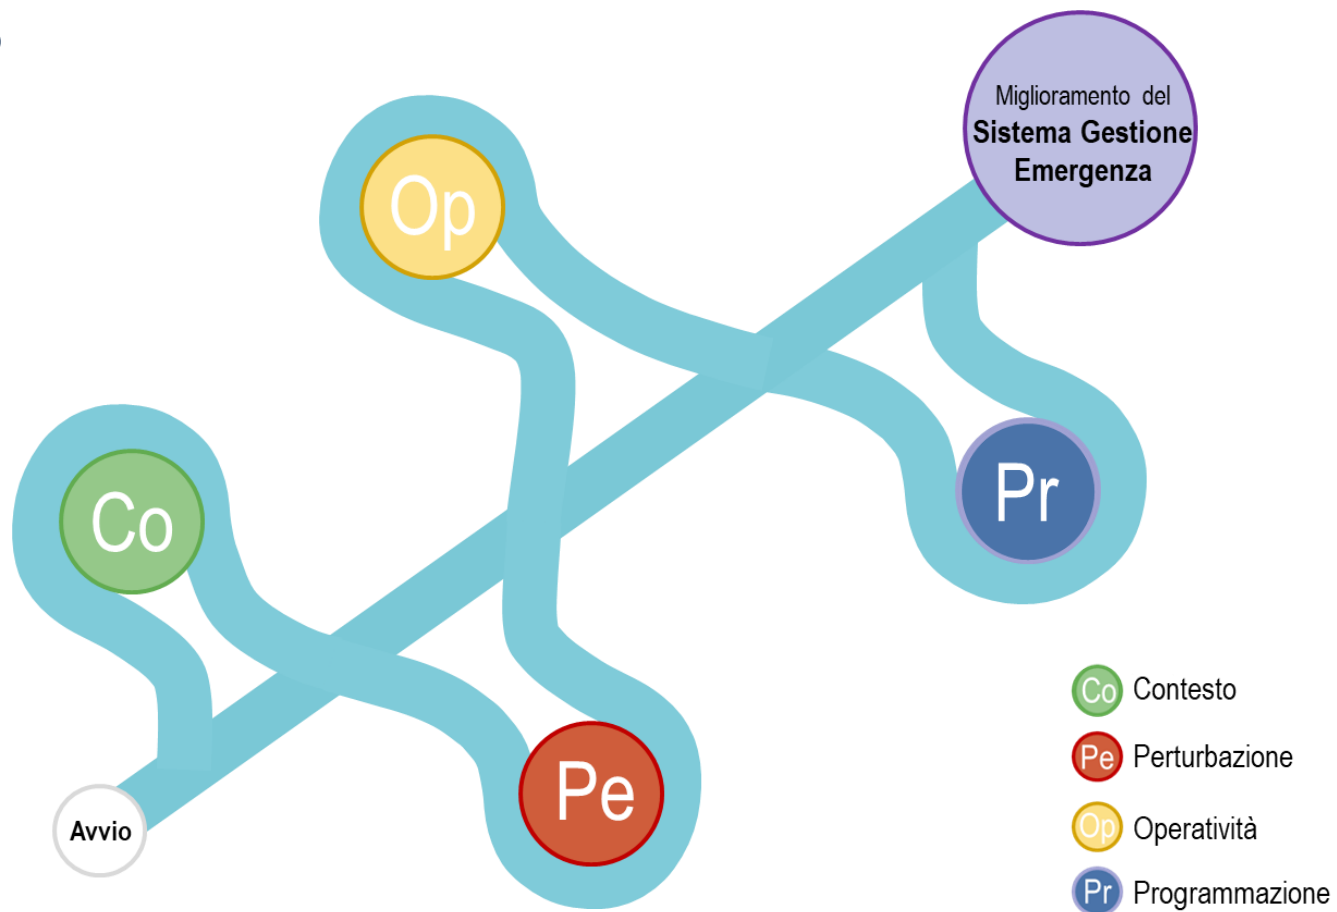 Miglioramento del
Sistema Gestione
Emergenza
Op
Co
Pr
Pe
Avvio
Co Contesto
Pe Perturbazione
Op Operatività
Pr Programmazione